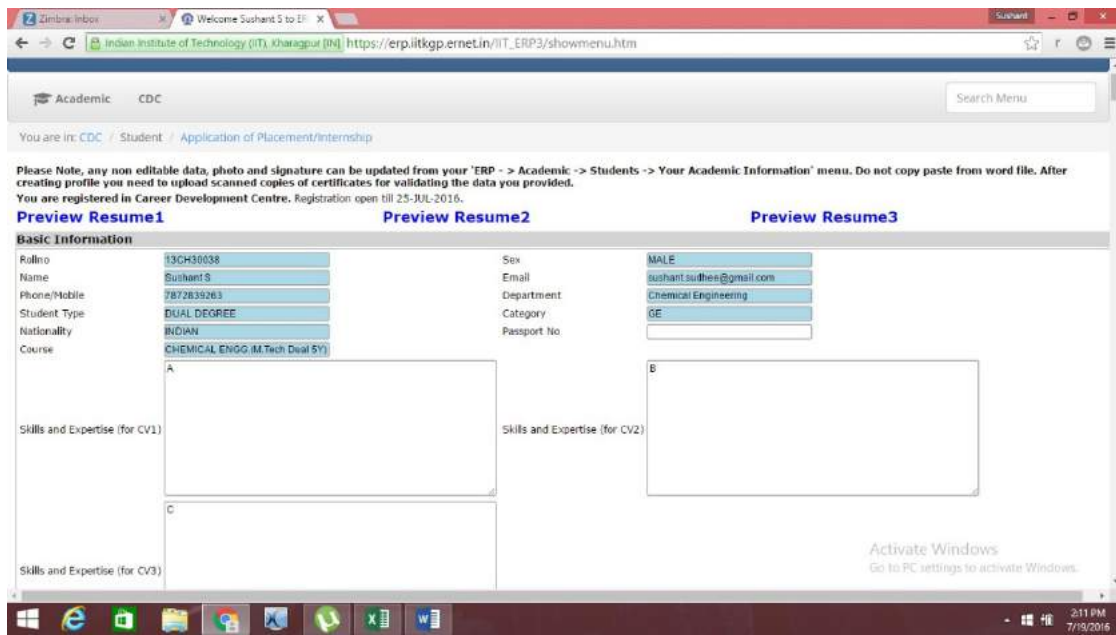 Zimbra: Inbox
Welcome Sushant S to ER
Sushant
Indian Institute of Technology (IIT), Kharagpur [IN]
https://erp.iitkgp.ernet.in/IIT_ERP3/showmenu.htm
Academic CDC
Search Menu
You are in: CDC / Student / Application of Placement/Internship
Please Note, any non editable data, photo and signature can be updated from your 'ERP - > Academic -> Students -> Your Academic Information' menu. Do not copy paste from word file. After
creating profile you need to upload scanned copies of certificates for validating the data you provided.
You are registered in Career Development Centre. Registration open till 25-JUL-2016.
Preview Resume1 Preview Resume2 Preview Resume3
Basic Information
Rollno 13CH30038 Sex MALE
Name Sushant S Email sushant.sudhee@gmail.com
Phone/Mobile 7872839263 Department Chemical Engineering
Student Type DUAL DEGREE Category GE
Nationality INDIAN Passport No
Course CHEMICAL ENGG.(M.Tech Dual 5Y)
A B
Skills and Expertise (for CV1) Skills and Expertise (for CV2)
C
Skills and Expertise (for CV3)
Activate Windows
Go to PC settings to activate Windows.
2:11 PM
7/19/2016